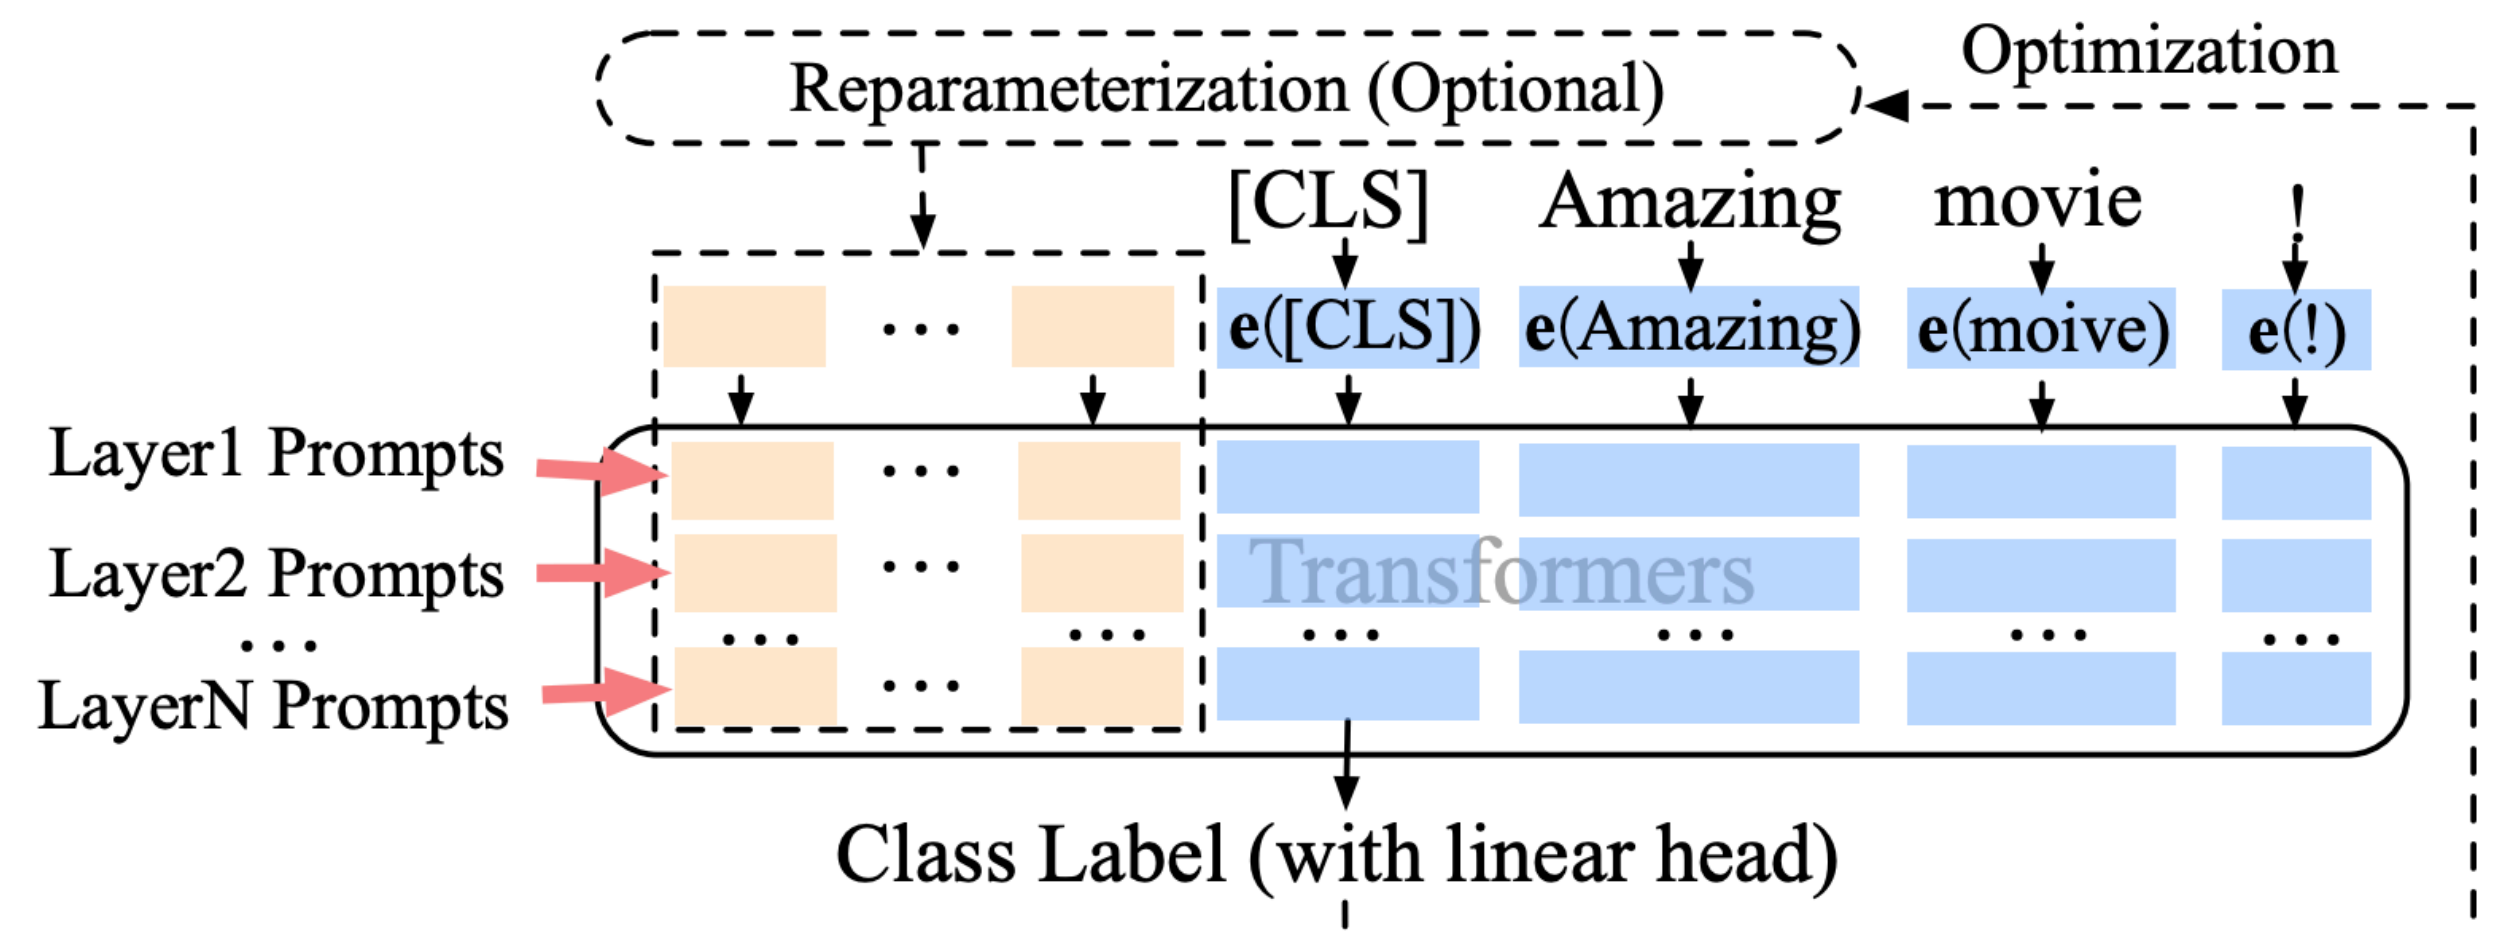 Optimization
Reparameterization (Optional)
[CLS] Amazing movie !
... e([CLS]) e(Amazing) e(moive) e(!)
Layer1 Prompts ...
Layer2 Prompts ... Transformers
... ... ... ... ... ... ...
LayerN Prompts ...
Class Label (with linear head)